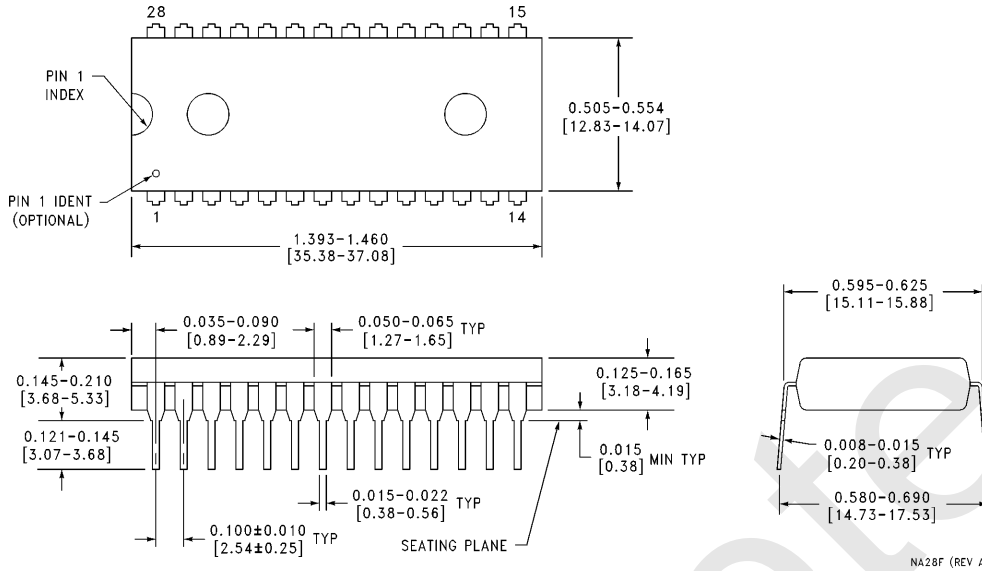 28
15
PIN 1
INDEX
0.505-0.554
[12.83-14.07]
PIN 1 IDENT
(OPTIONAL)
1
14
1.393-1.460
[35.38-37.08]
0.595-0.625
[15.11-15.88]
0.035-0.090
[0.89-2.29]
0.050-0.065 TYP
[1.27-1.65]
0.145-0.210
[3.68-5.33]
0.125-0.165
[3.18-4.19]
0.121-0.145
[3.07-3.68]
0.015 MIN TYP
[0.38]
0.008-0.015 TYP
[0.20-0.38]
0.015-0.022 TYP
[0.38-0.56]
0.580-0.690
[14.73-17.53]
0.100±0.010 TYP
[2.54±0.25]
SEATING PLANE
NA28F (REV A